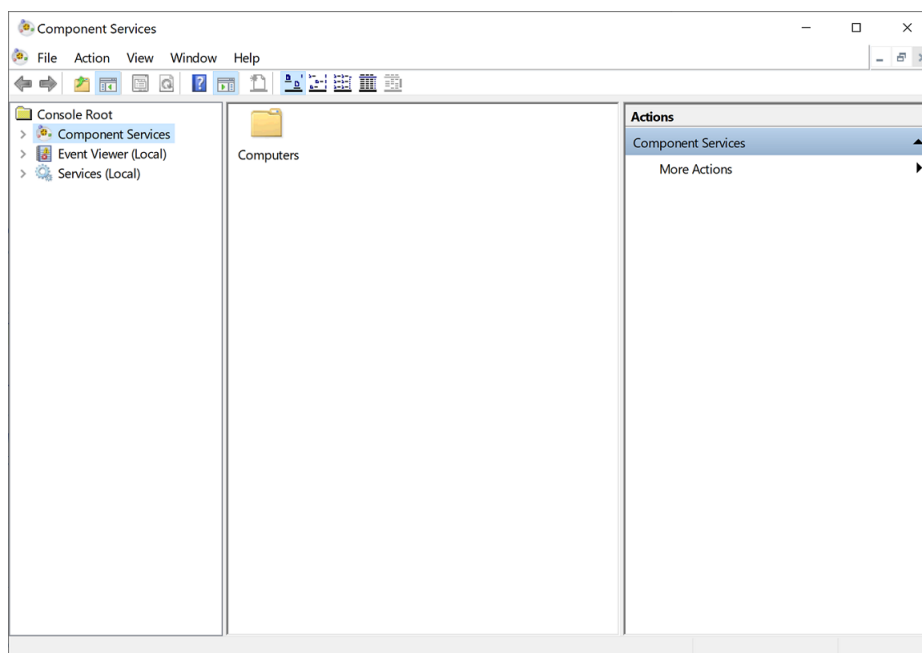 Component Services
File Action View Window Help
Console Root
Component Services
Event Viewer (Local)
Services (Local)
Computers
Actions
Component Services
More Actions